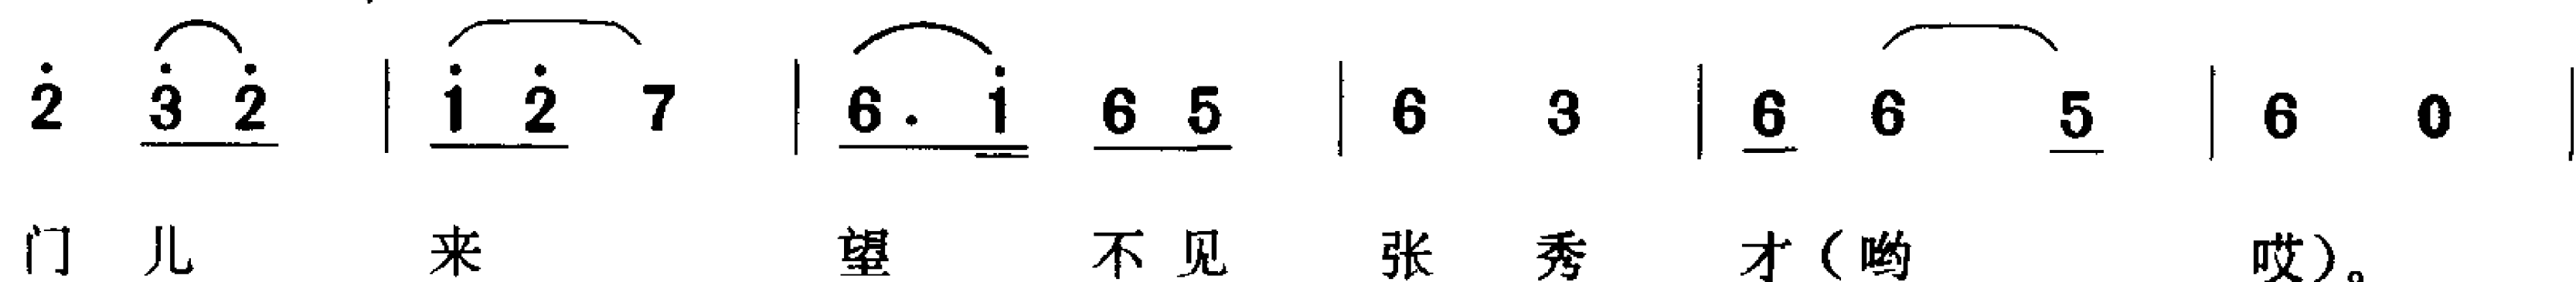 2̇ 3̇ 2̇ | 1̇ 2̇ 7 | 6 . 1̇ 6 5 | 6 3 | 6 6 5 | 6 0 |
门 儿 来 望 不 见 张 秀 才（哟 哎）。